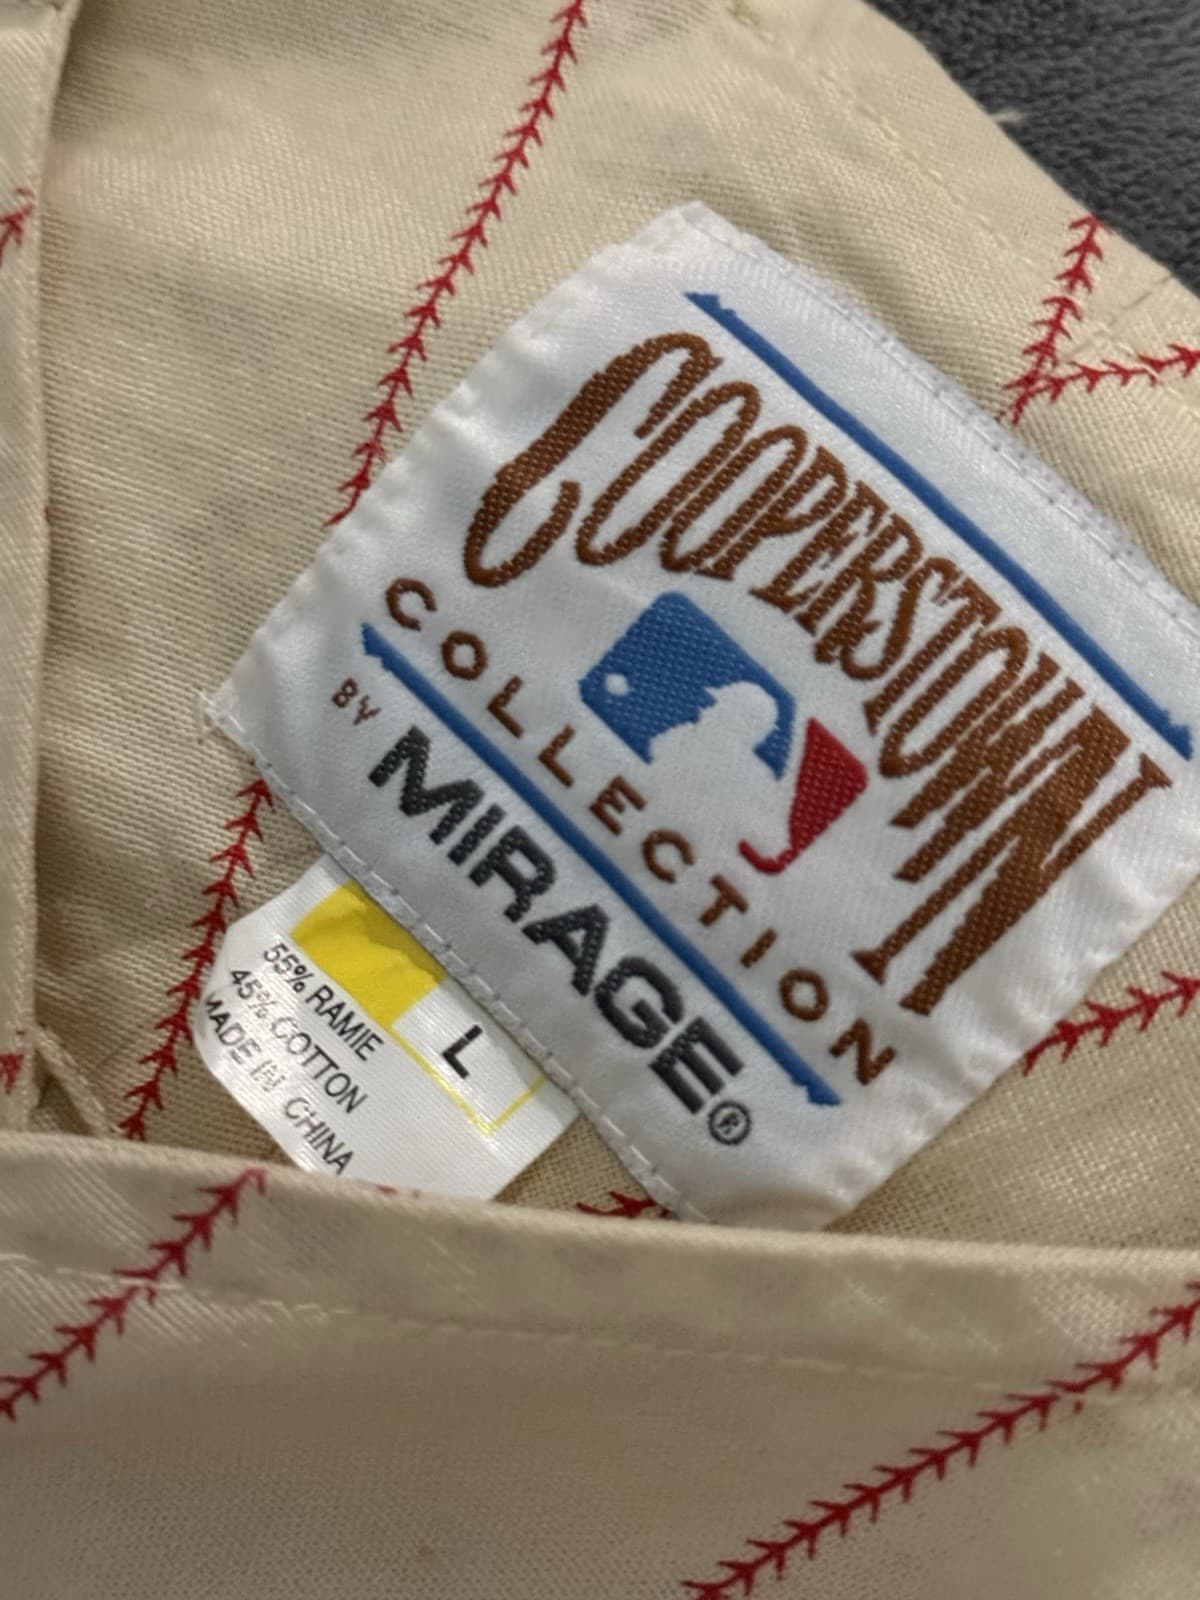 COOPERSTOWN
COLLECTION
BY MIRAGE®
L
55% RAMIE
45% COTTON
MADE IN CHINA